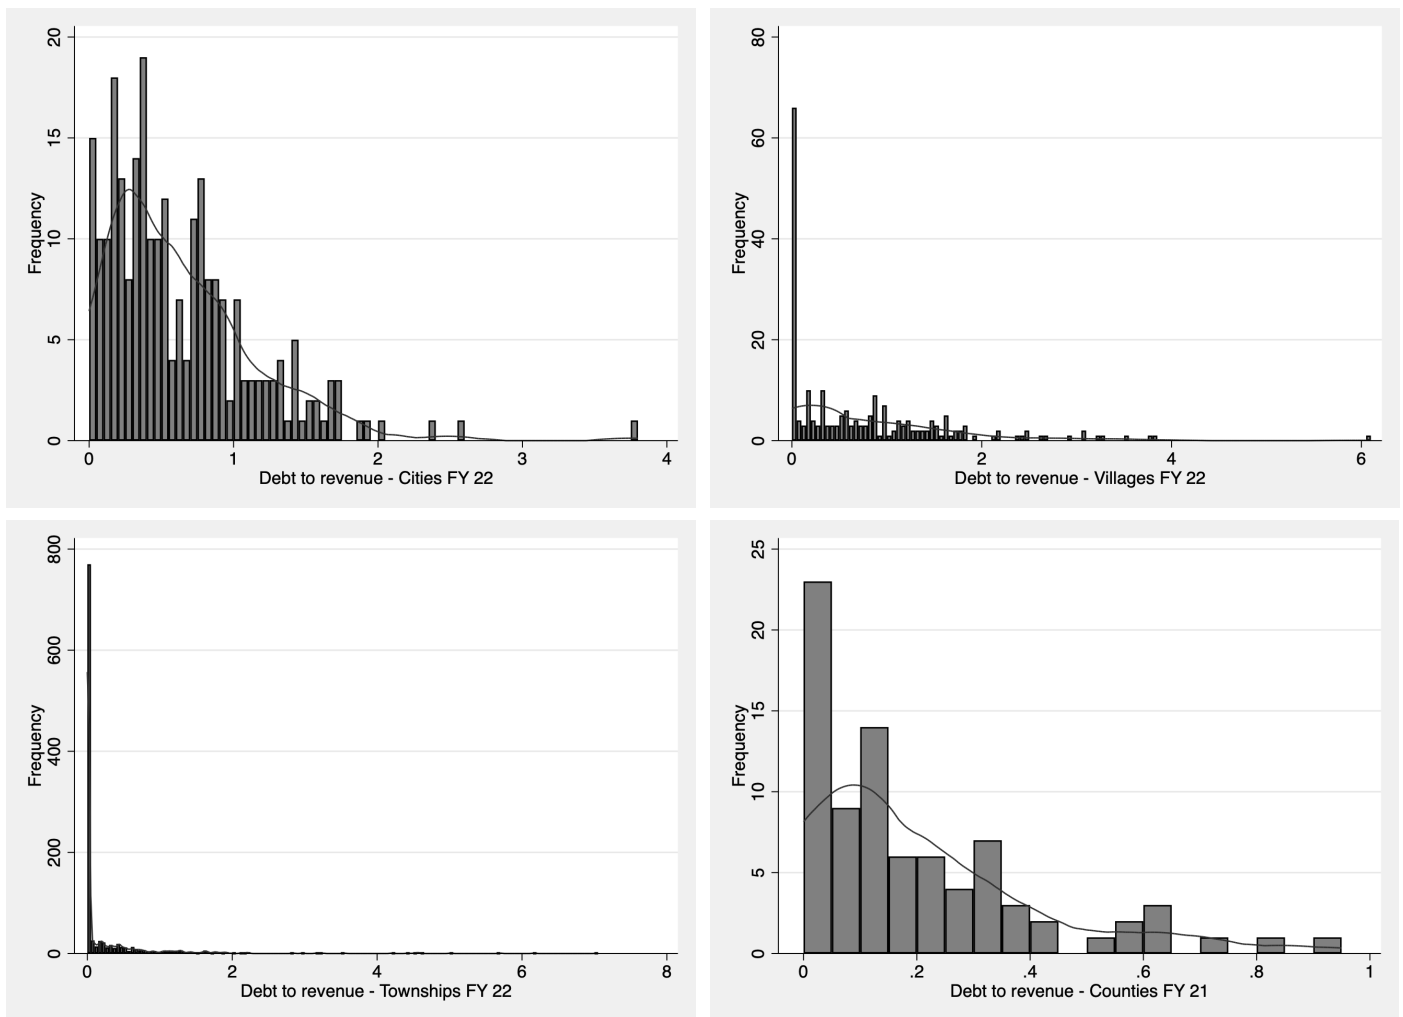 20
15
10
5
0
Frequency
0 1 2 3 4
Debt to revenue - Cities FY 22
80
60
40
20
0
Frequency
0 2 4 6
Debt to revenue - Villages FY 22
800
600
400
200
0
Frequency
0 2 4 6 8
Debt to revenue - Townships FY 22
25
20
15
10
5
0
Frequency
0 .2 .4 .6 .8 1
Debt to revenue - Counties FY 21